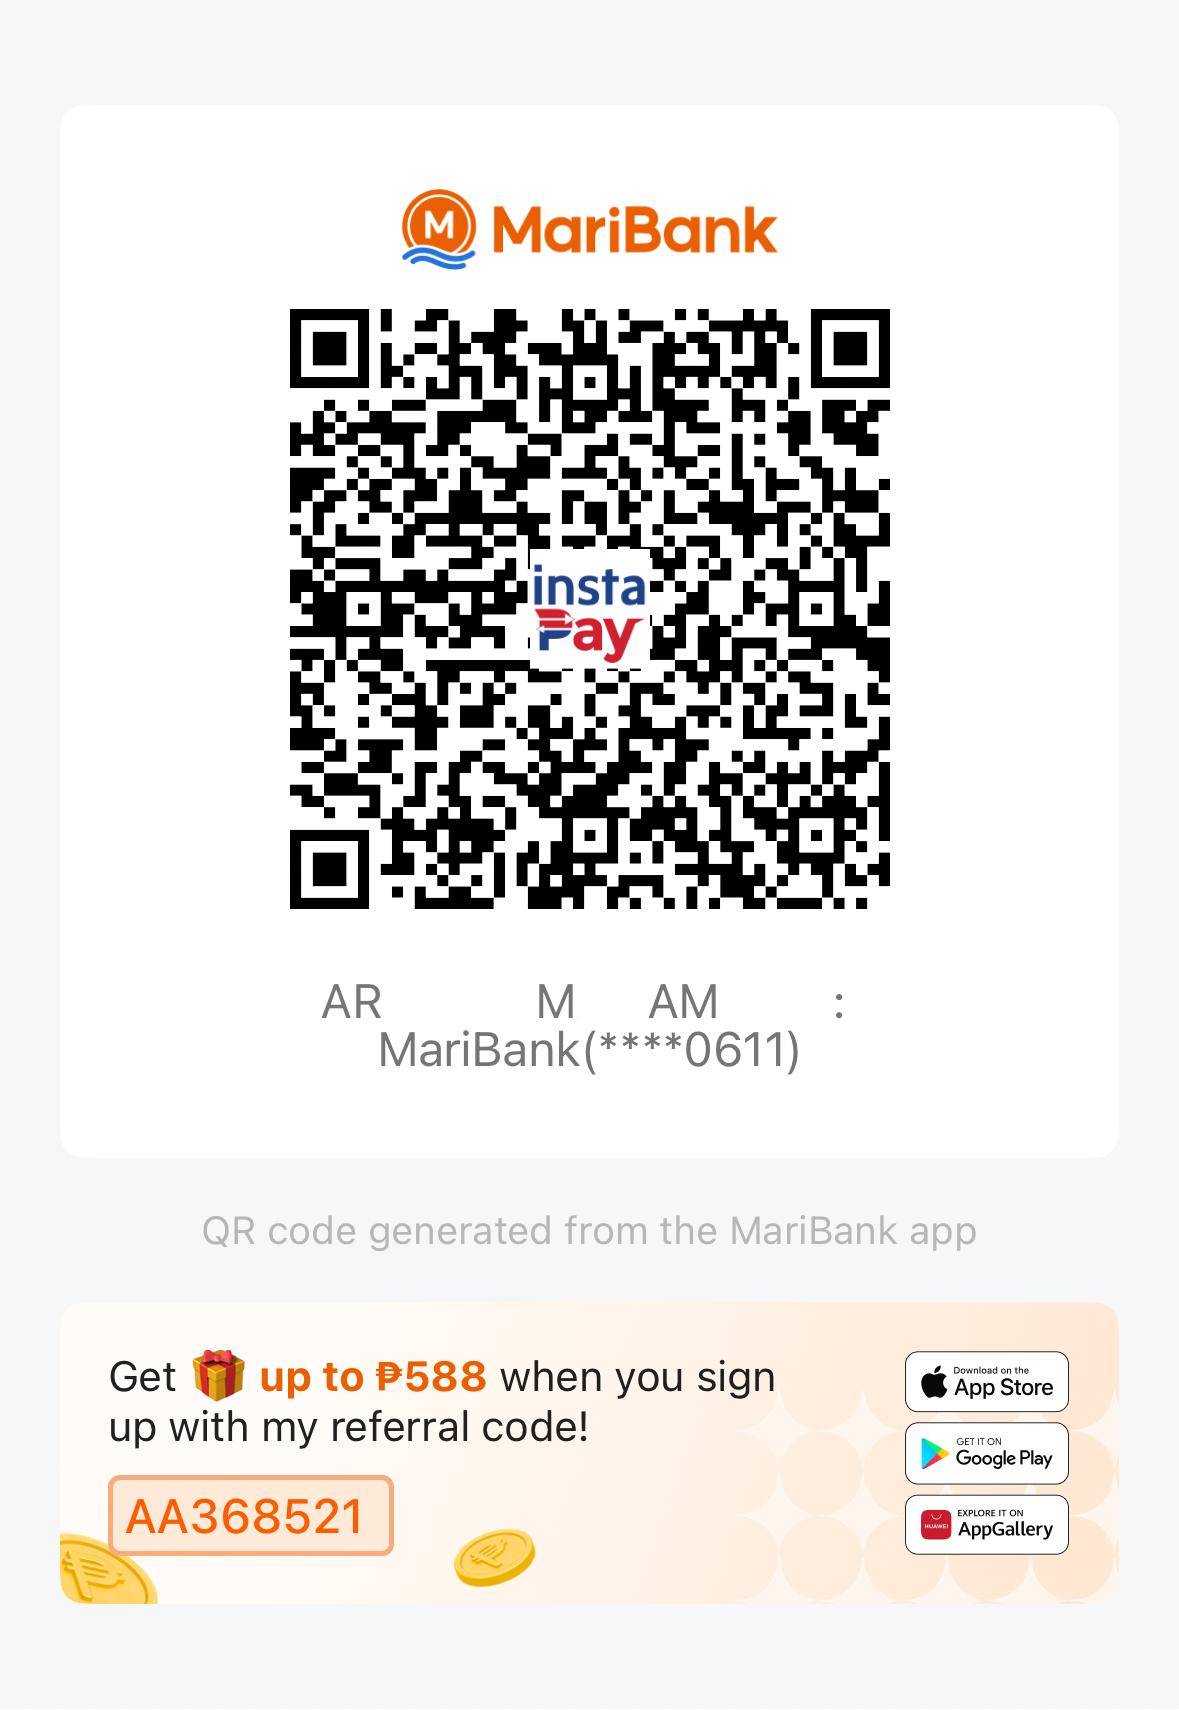 MariBank
insta
Pay
AR M AM :
MariBank(****0611)
QR code generated from the MariBank app
Get up to ₱588 when you sign
up with my referral code!
AA368521
Download on the
App Store
GET IT ON
Google Play
HUAWEI
EXPLORE IT ON
AppGallery